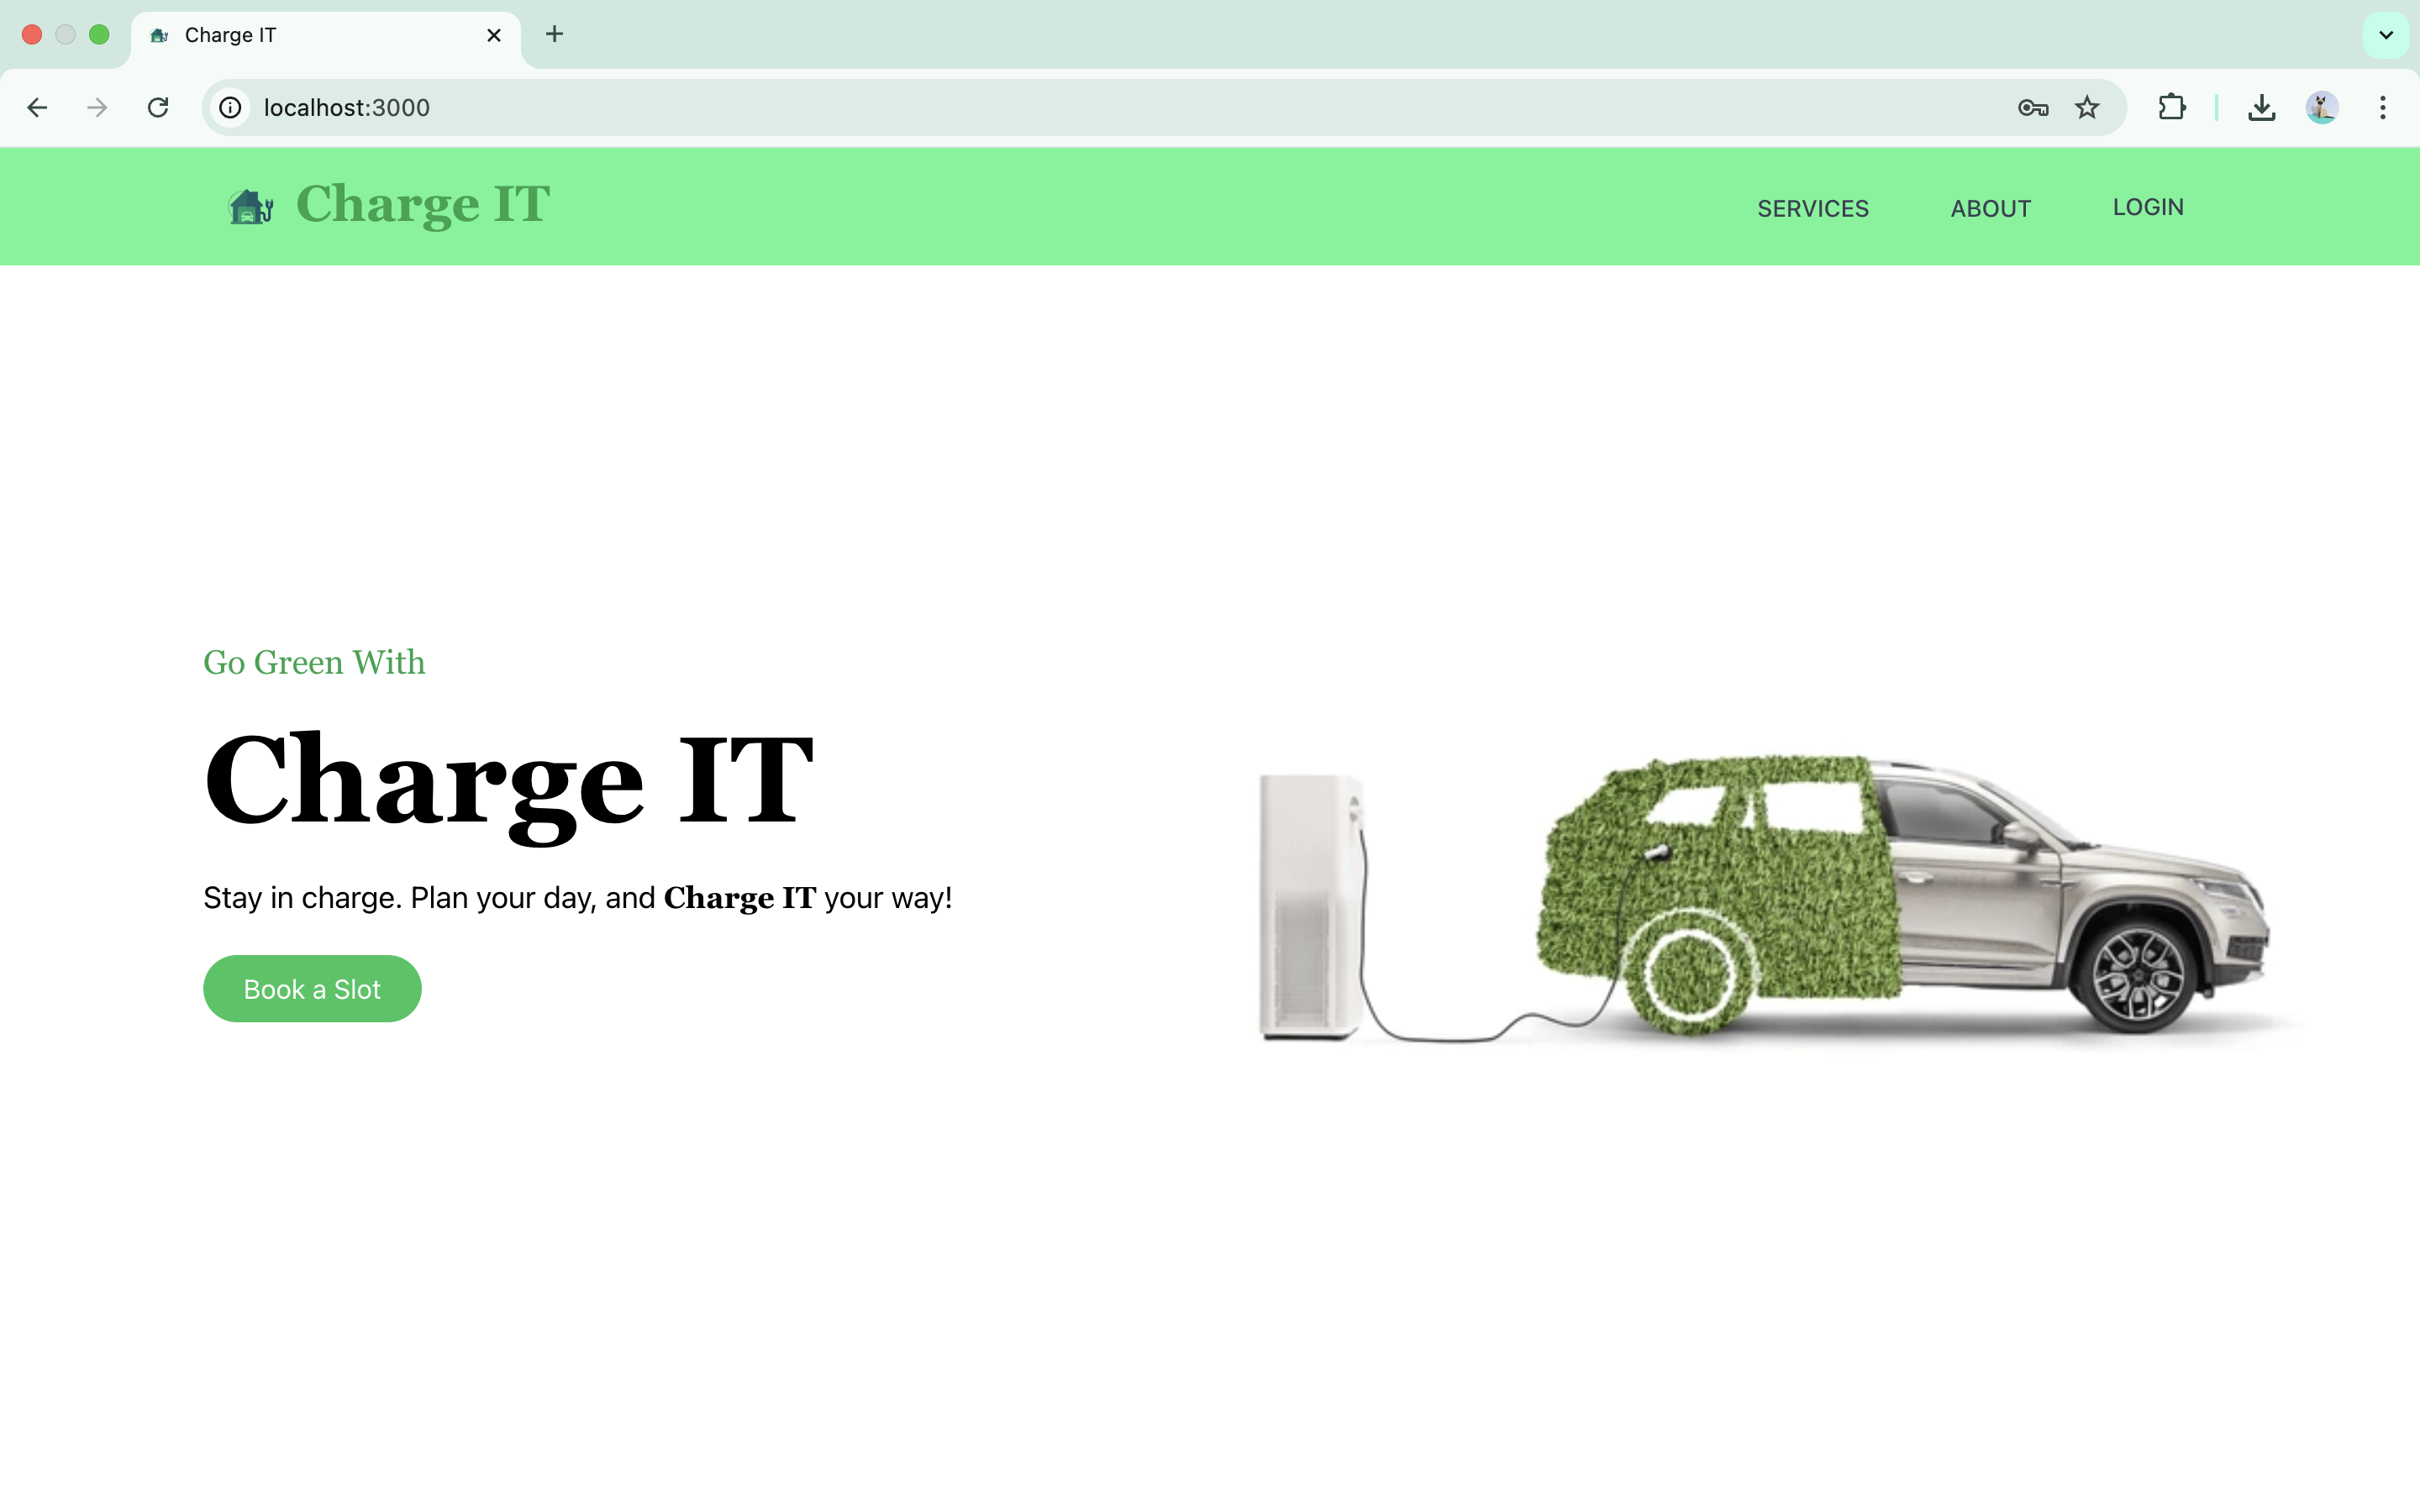 Charge IT
localhost:3000
Charge IT
SERVICES ABOUT LOGIN
Go Green With
Charge IT
Stay in charge. Plan your day, and Charge IT your way!
Book a Slot